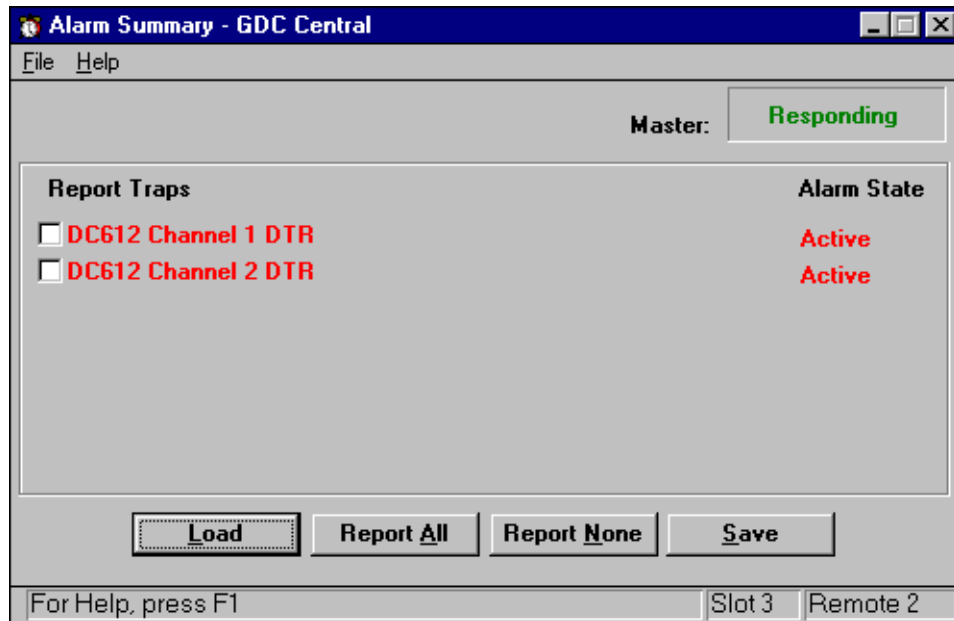 Alarm Summary - GDC Central
File Help
Master: Responding
Report Traps Alarm State
DC612 Channel 1 DTR Active
DC612 Channel 2 DTR Active
Load Report All Report None Save
For Help, press F1 Slot 3 Remote 2